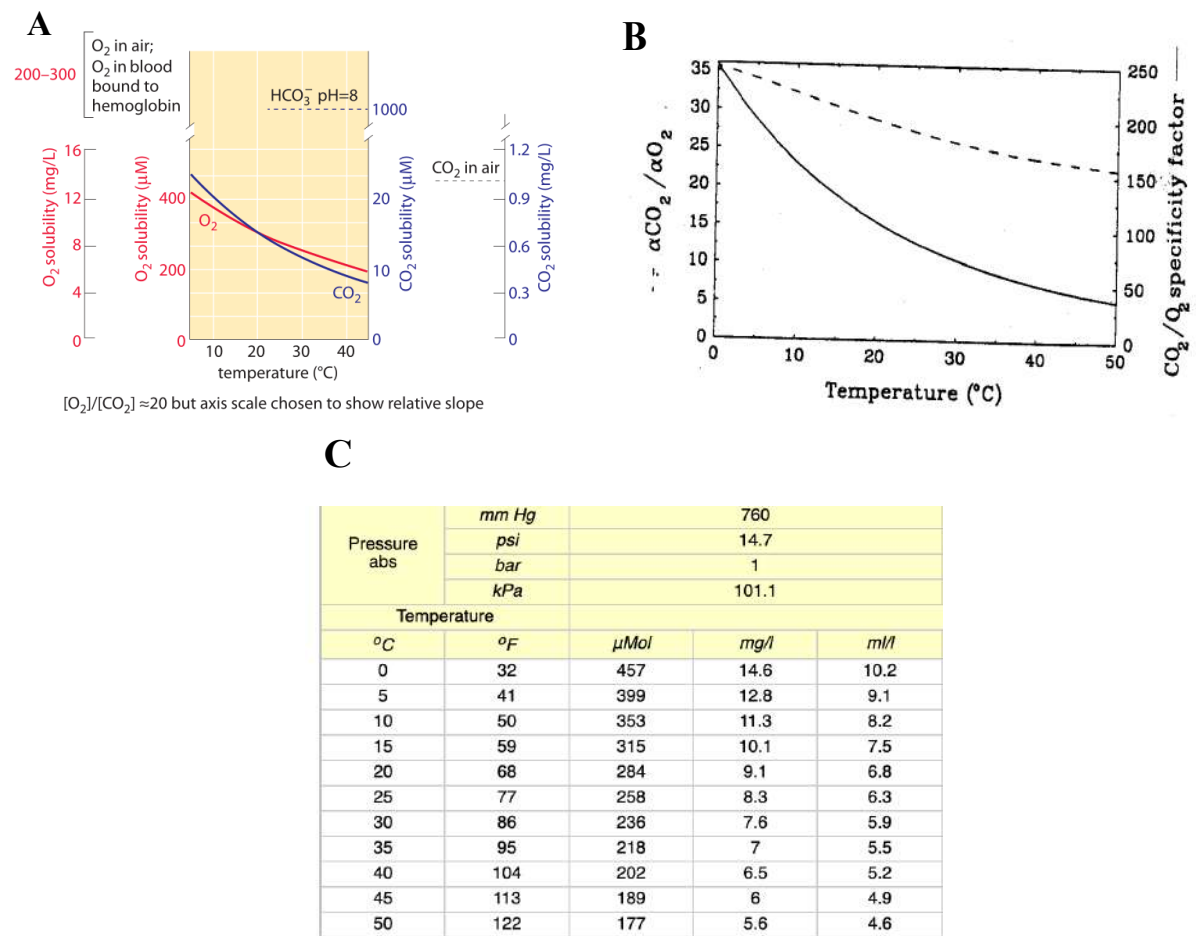 A
200–300
O2 in air;
O2 in blood
bound to
hemoglobin
HCO3− pH=8
1000
O2 solubility (mg/L)
16
12
8
4
0
O2 solubility (μM)
400
200
0
O2
CO2
20
10
0
CO2 solubility (μM)
CO2 in air
1.2
0.9
0.6
0.3
0
CO2 solubility (mg/L)
10 20 30 40
temperature (°C)
[O2]/[CO2] ≈20 but axis scale chosen to show relative slope
B
αCO2/αO2
35
30
25
20
15
10
5
0
250
200
150
100
50
0
CO2/O2 specificity factor
0 10 20 30 40 50
Temperature (°C)
C
Pressure abs mm Hg 760
psi 14.7
bar 1
kPa 101.1
Temperature
°C °F μMol mg/l ml/l
0 32 457 14.6 10.2
5 41 399 12.8 9.1
10 50 353 11.3 8.2
15 59 315 10.1 7.5
20 68 284 9.1 6.8
25 77 258 8.3 6.3
30 86 236 7.6 5.9
35 95 218 7 5.5
40 104 202 6.5 5.2
45 113 189 6 4.9
50 122 177 5.6 4.6